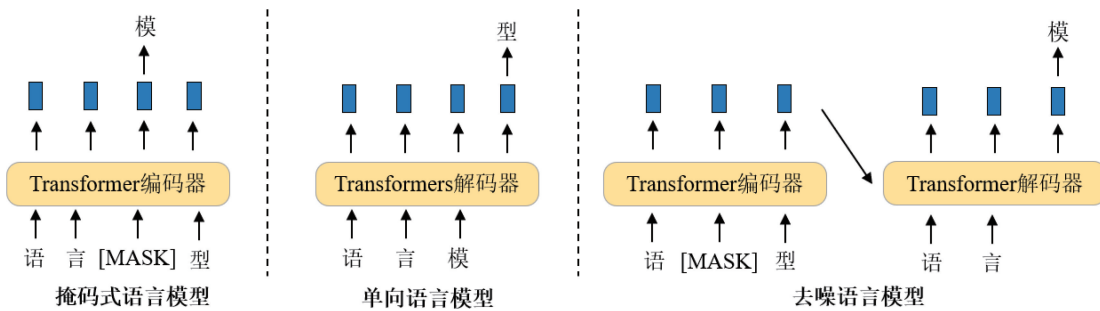 模
型
模
Transformer编码器
Transformers解码器
Transformer编码器
Transformer解码器
语 言 [MASK] 型
语 言 模
语 [MASK] 型
语 言
掩码式语言模型
单向语言模型
去噪语言模型